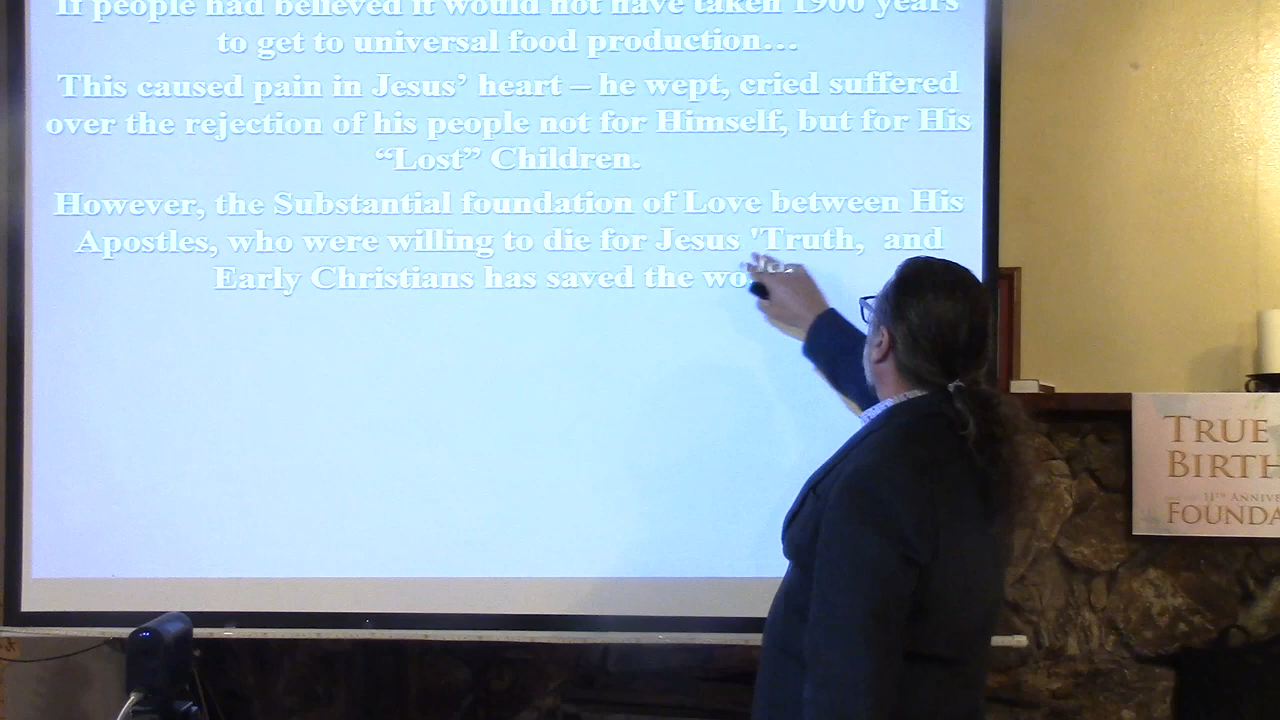 If people had believed it would not have taken 1900 years
to get to universal food production…
This caused pain in Jesus’ heart – he wept, cried suffered
over the rejection of his people not for Himself, but for His
“Lost” Children.
However, the Substantial foundation of Love between His
Apostles, who were willing to die for Jesus 'Truth,  and
Early Christians has saved the
TRUE
BIRTH
11TH
FOUNDA